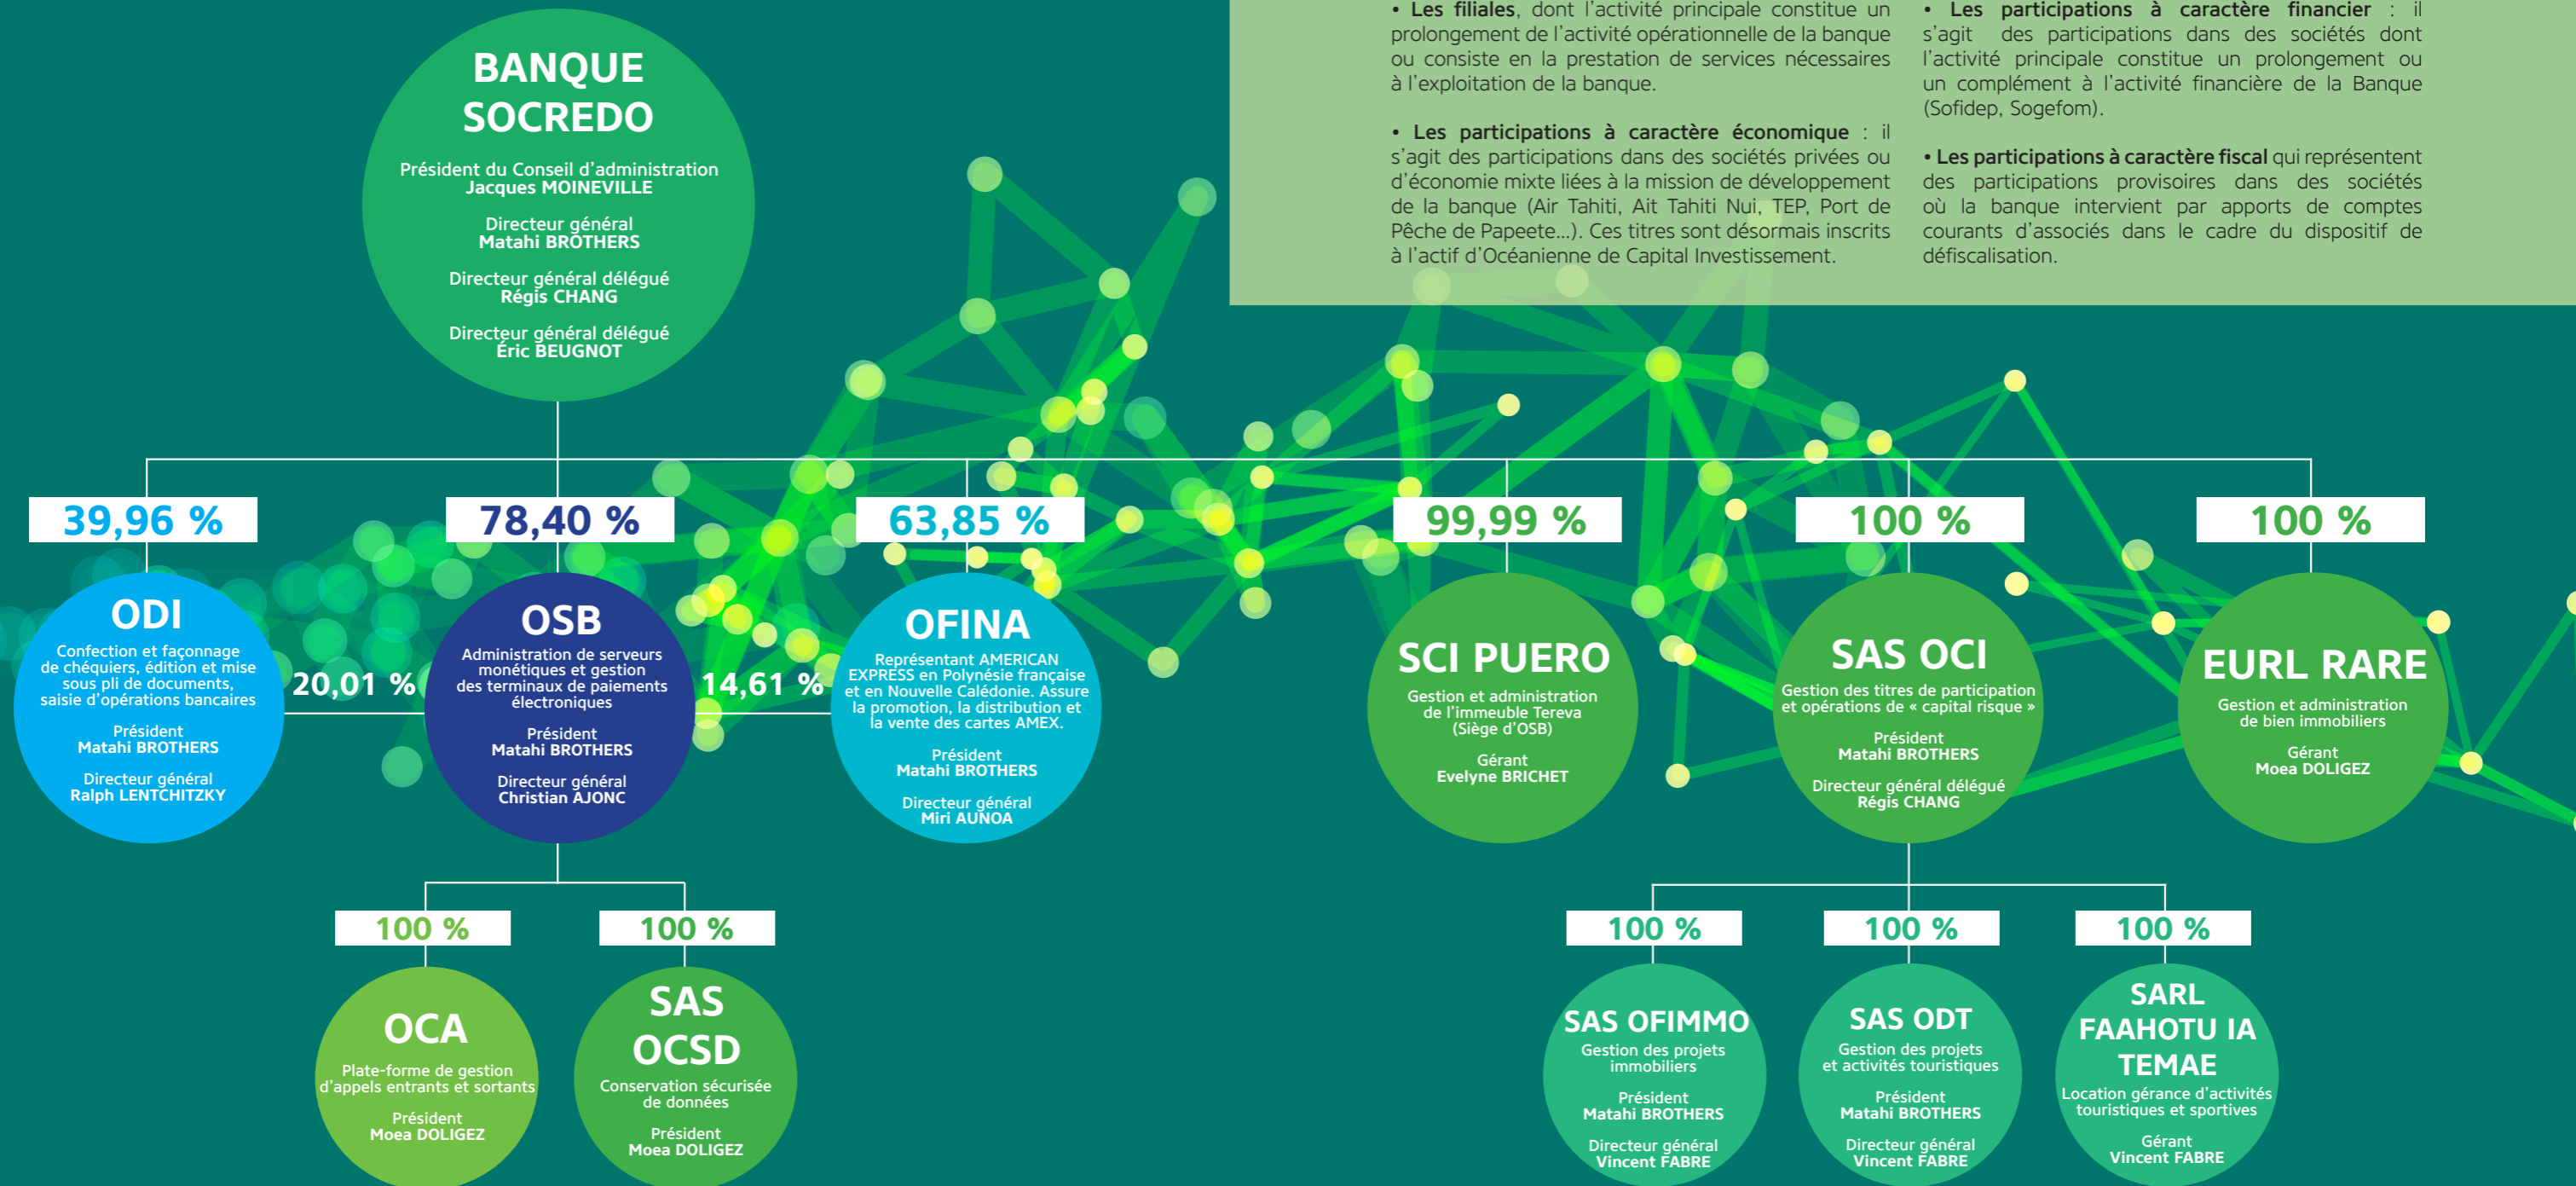 • Les filiales, dont l’activité principale constitue un
prolongement de l’activité opérationnelle de la banque
ou consiste en la prestation de services nécessaires
à l’exploitation de la banque.
• Les participations à caractère économique : il
s’agit des participations dans des sociétés privées ou
d’économie mixte liées à la mission de développement
de la banque (Air Tahiti, Ait Tahiti Nui, TEP, Port de
Pêche de Papeete...). Ces titres sont désormais inscrits
à l’actif d’Océanienne de Capital Investissement.
• Les participations à caractère financier : il
s’agit des participations dans des sociétés dont
l’activité principale constitue un prolongement ou
un complément à l’activité financière de la Banque
(Sofidep, Sogefom).
• Les participations à caractère fiscal qui représentent
des participations provisoires dans des sociétés
où la banque intervient par apports de comptes
courants d’associés dans le cadre du dispositif de
défiscalisation.
BANQUE
SOCREDO
Président du Conseil d’administration
Jacques MOINEVILLE
Directeur général
Matahi BROTHERS
Directeur général délégué
Régis CHANG
Directeur général délégué
Éric BEUGNOT
39,96 %
78,40 %
63,85 %
99,99 %
100 %
100 %
ODI
Confection et façonnage
de chéquiers, édition et mise
sous pli de documents,
saisie d’opérations bancaires
Président
Matahi BROTHERS
Directeur général
Ralph LENTCHITZKY
20,01 %
OSB
Administration de serveurs
monétiques et gestion
des terminaux de paiements
électroniques
Président
Matahi BROTHERS
Directeur général
Christian AJONC
14,61 %
OFINA
Représentant AMERICAN
EXPRESS en Polynésie française
et en Nouvelle Calédonie. Assure
la promotion, la distribution et
la vente des cartes AMEX.
Président
Matahi BROTHERS
Directeur général
Miri AUNOA
SCI PUERO
Gestion et administration
de l’immeuble Tereva
(Siège d’OSB)
Gérant
Evelyne BRICHET
SAS OCI
Gestion des titres de participation
et opérations de « capital risque »
Président
Matahi BROTHERS
Directeur général délégué
Régis CHANG
EURL RARE
Gestion et administration
de bien immobiliers
Gérant
Moea DOLIGEZ
100 %
100 %
100 %
100 %
100 %
OCA
Plate-forme de gestion
d’appels entrants et sortants
Président
Moea DOLIGEZ
SAS
OCSD
Conservation sécurisée
de données
Président
Moea DOLIGEZ
SAS OFIMMO
Gestion des projets
immobiliers
Président
Matahi BROTHERS
Directeur général
Vincent FABRE
SAS ODT
Gestion des projets
et activités touristiques
Président
Matahi BROTHERS
Directeur général
Vincent FABRE
SARL
FAAHOTU IA
TEMAE
Location gérance d’activités
touristiques et sportives
Gérant
Vincent FABRE